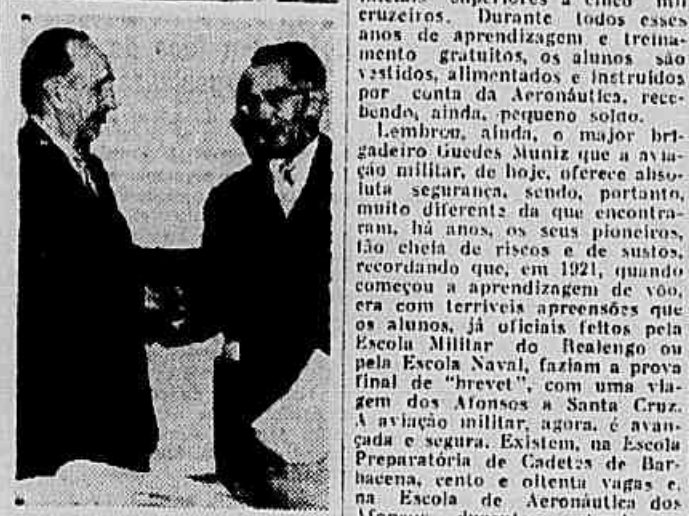 iniciais superiores a cinco mil
cruzeiros. Durante todos esses
anos de aprendizagem e treina-
mento gratuitos, os alunos são
vestidos, alimentados e instruídos
por conta da Aeronáutica, rece-
bendo, ainda, pequeno soldo.
Lembrou, ainda, o major bri-
gadeiro Guedes Muniz que a avia-
ção militar, de hoje, oferece abso-
luta segurança, sendo, portanto,
muito diferente da que encontra-
ram, há anos, os seus pioneiros,
tão cheia de riscos e de sustos,
recordando que, em 1921, quando
começou a aprendizagem de vôo,
era com terriveis apreensões que
os alunos, já oficiais feitos pela
Escola Militar do Realengo ou
pela Escola Naval, faziam a prova
final de "brevet", com uma via-
gem dos Afonsos a Santa Cruz.
A aviação militar, agora, é avan-
çada e segura. Existem, na Escola
Preparatória de Cadetes de Bar-
bacena, cento e oitenta vagas e,
na Escola de Aeronáutica dos
Afonsos